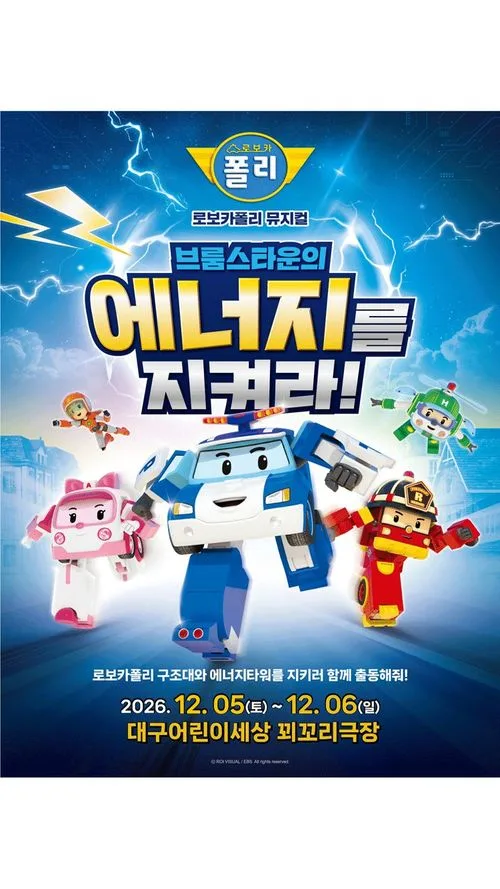 로보카
폴리
로보카폴리 뮤지컬
브룸스타운의
에너지를
지켜라!
H
R
로보카폴리 구조대와 에너지타워를 지키러 함께 출동해줘!
2026. 12. 05(토) ~ 12. 06(일)
대구어린이세상 꾀꼬리극장
© ROI VISUAL / EBS All rights reserved.